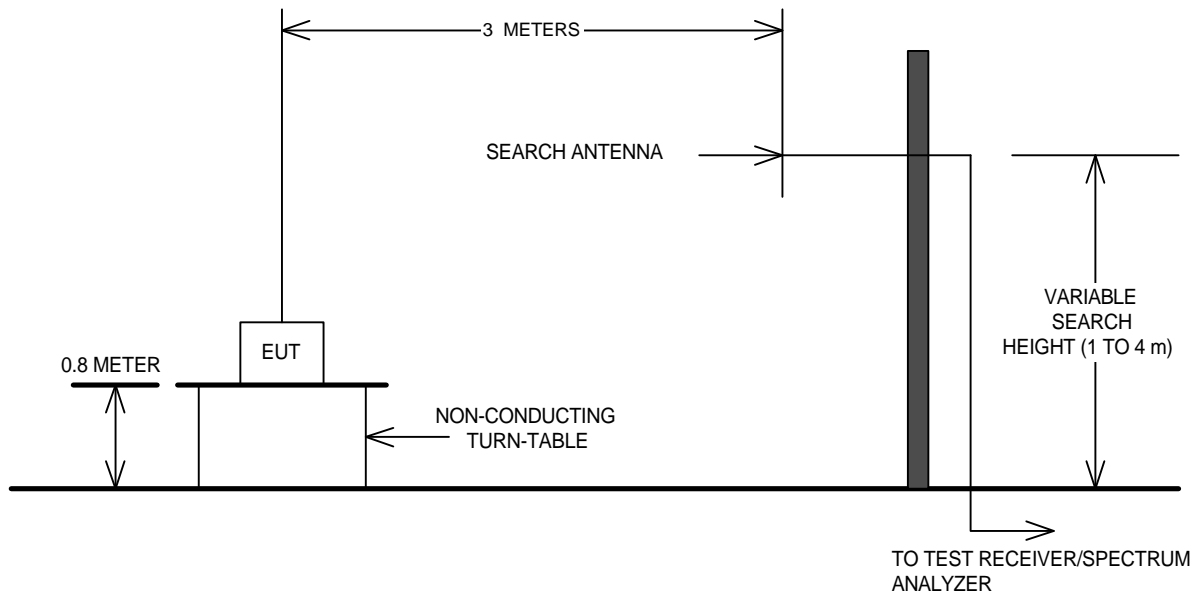 3 METERS
SEARCH ANTENNA
EUT
0.8 METER
NON-CONDUCTING
TURN-TABLE
VARIABLE
SEARCH
HEIGHT (1 TO 4 m)
TO TEST RECEIVER/SPECTRUM
ANALYZER